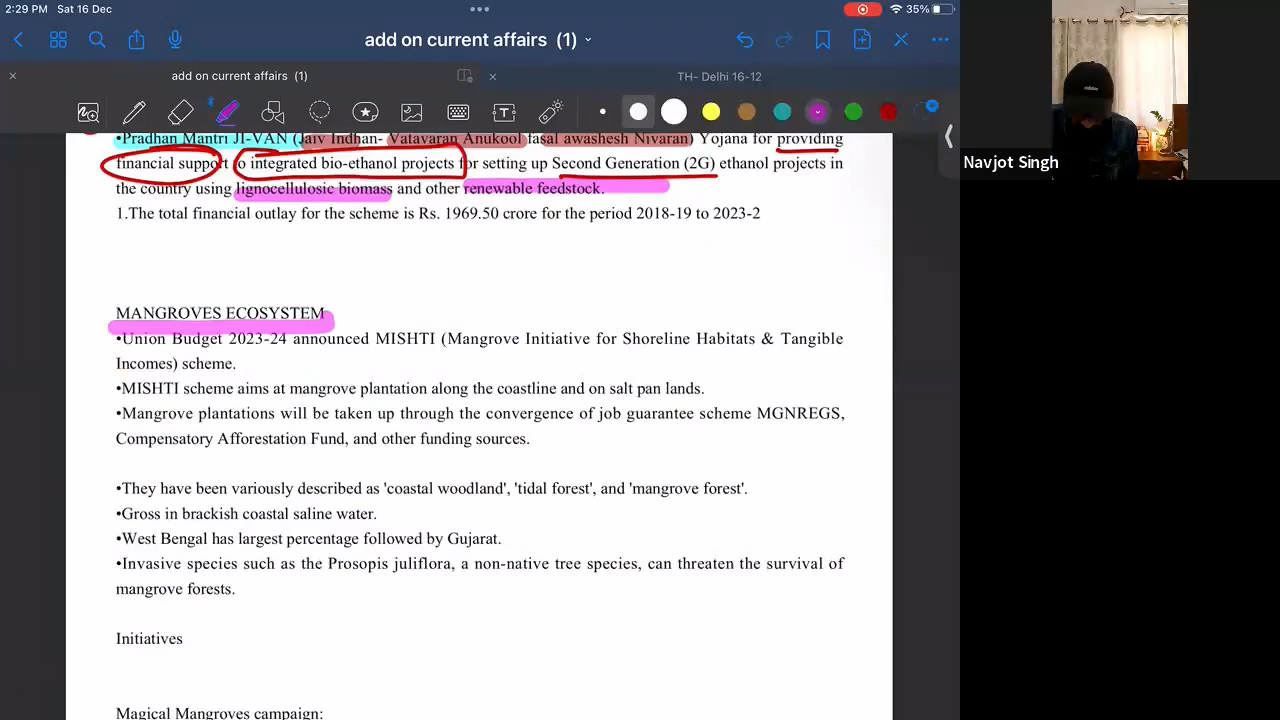 2:29 PM Sat 16 Dec
35%
add on current affairs (1)
add on current affairs (1)
TH- Delhi 16-12
•Pradhan Mantri JI-VAN (Jaiv Indhan- Vatavaran Anukool fasal awashesh Nivaran) Yojana for providing
financial support to integrated bio-ethanol projects for setting up Second Generation (2G) ethanol projects in
the country using lignocellulosic biomass and other renewable feedstock.
1.The total financial outlay for the scheme is Rs. 1969.50 crore for the period 2018-19 to 2023-2
MANGROVES ECOSYSTEM
•Union Budget 2023-24 announced MISHTI (Mangrove Initiative for Shoreline Habitats & Tangible
Incomes) scheme.
•MISHTI scheme aims at mangrove plantation along the coastline and on salt pan lands.
•Mangrove plantations will be taken up through the convergence of job guarantee scheme MGNREGS,
Compensatory Afforestation Fund, and other funding sources.
•They have been variously described as 'coastal woodland', 'tidal forest', and 'mangrove forest'.
•Gross in brackish coastal saline water.
•West Bengal has largest percentage followed by Gujarat.
•Invasive species such as the Prosopis juliflora, a non-native tree species, can threaten the survival of
mangrove forests.
Initiatives
Magical Mangroves campaign:
Navjot Singh